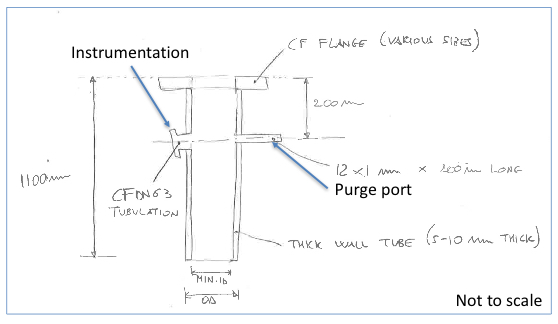 CF FLANGE (VARIOUS SIZES)
Instrumentation
200mm
1100mm
12 x 1 mm x 200mm LONG
Purge port
CFDN63
TUBULATION
THICK WALL TUBE (5-10 mm THICK)
MIN. ID
OD
Not to scale